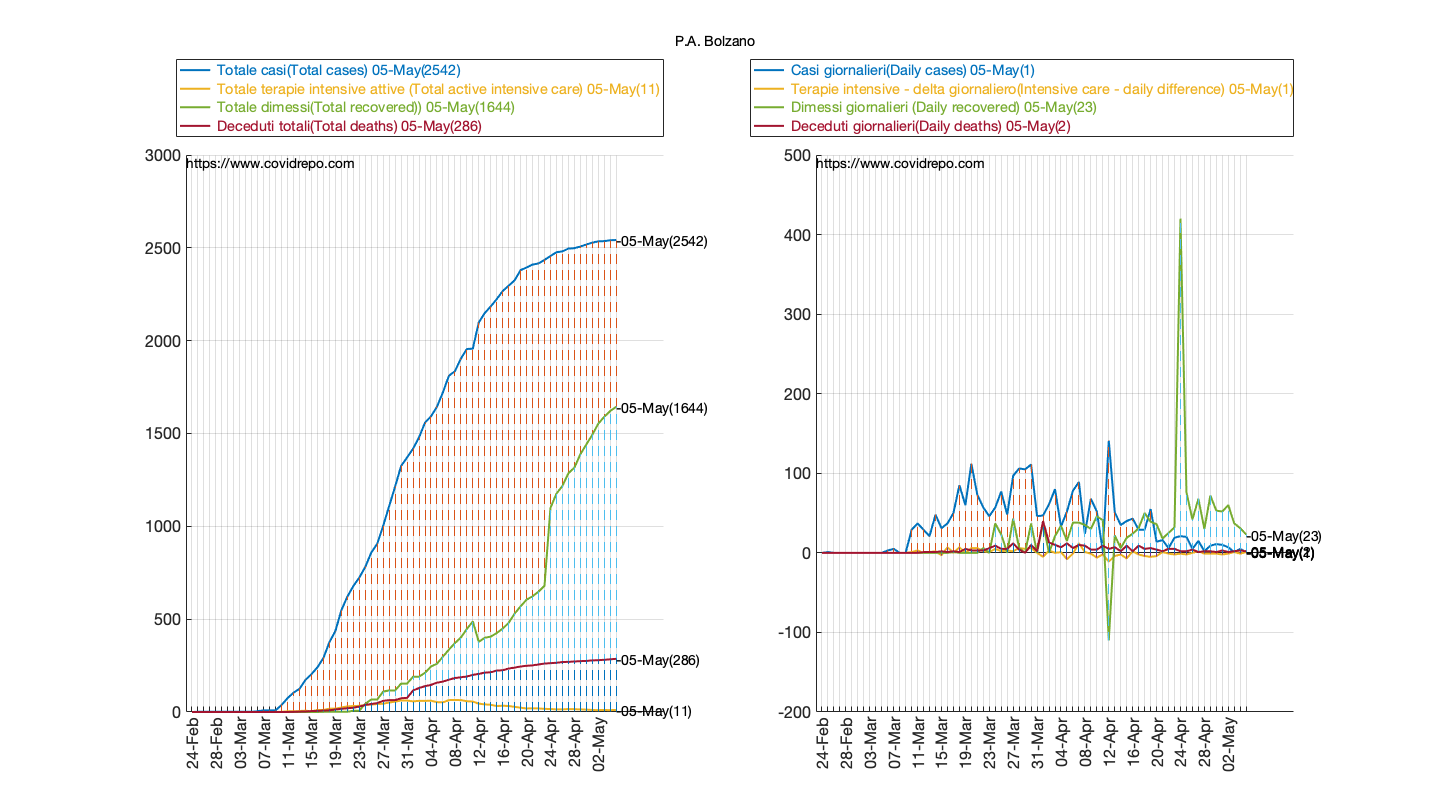 P.A. Bolzano
Totale casi(Total cases) 05-May(2542)
Totale terapie intensive attive (Total active intensive care) 05-May(11)
Totale dimessi(Total recovered)) 05-May(1644)
Deceduti totali(Total deaths) 05-May(286)
https://www.covidrepo.com
3000
2500
2000
1500
1000
500
0
05-May(2542)
05-May(1644)
05-May(286)
05-May(11)
24-Feb
28-Feb
03-Mar
07-Mar
11-Mar
15-Mar
19-Mar
23-Mar
27-Mar
31-Mar
04-Apr
08-Apr
12-Apr
16-Apr
20-Apr
24-Apr
28-Apr
02-May
Casi giornalieri(Daily cases) 05-May(1)
Terapie intensive - delta giornaliero(Intensive care - daily difference) 05-May(1)
Dimessi giornalieri (Daily recovered) 05-May(23)
Deceduti giornalieri(Daily deaths) 05-May(2)
https://www.covidrepo.com
500
400
300
200
100
0
-100
-200
05-May(23)
05-May(2)
05-May(1)
24-Feb
28-Feb
03-Mar
07-Mar
11-Mar
15-Mar
19-Mar
23-Mar
27-Mar
31-Mar
04-Apr
08-Apr
12-Apr
16-Apr
20-Apr
24-Apr
28-Apr
02-May